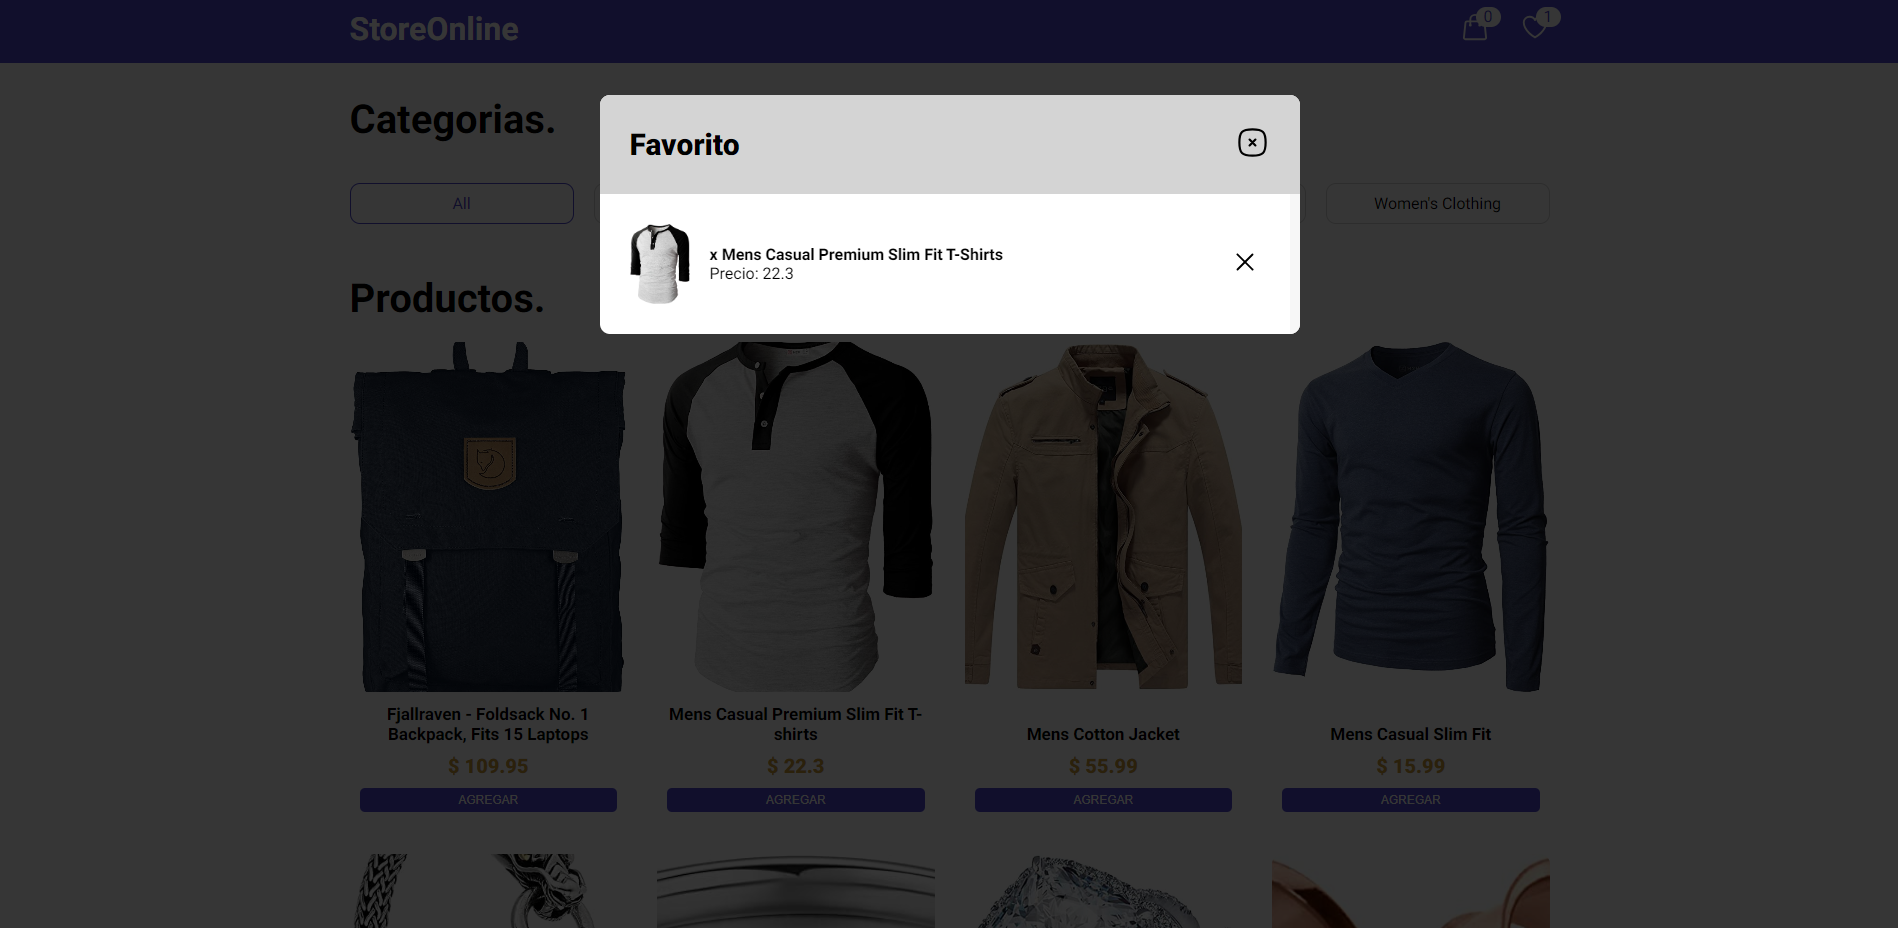 StoreOnline
0
1
Categorias.
Favorito
All
Women's Clothing
x Mens Casual Premium Slim Fit T-Shirts
Precio: 22.3
Productos.
Fjallraven - Foldsack No. 1
Backpack, Fits 15 Laptops
$ 109.95
AGREGAR
Mens Casual Premium Slim Fit T-
shirts
$ 22.3
AGREGAR
Mens Cotton Jacket
$ 55.99
AGREGAR
Mens Casual Slim Fit
$ 15.99
AGREGAR